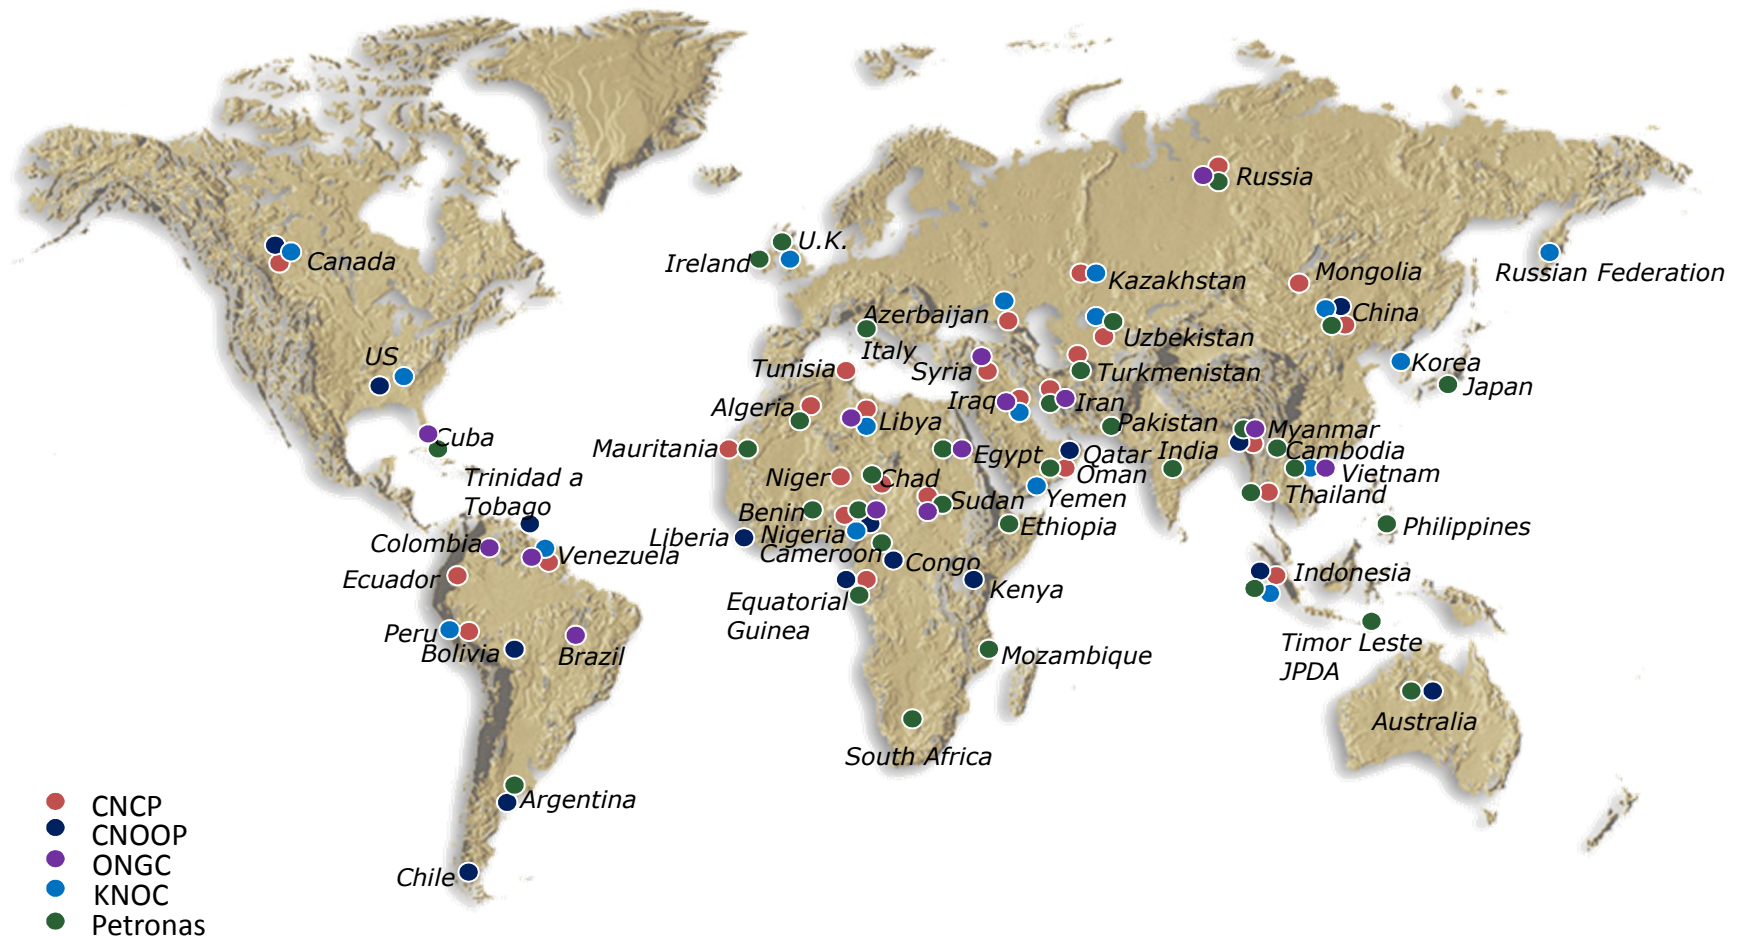 Russia
U.K.
Canada
Ireland
Mongolia
Russian Federation
Kazakhstan
Azerbaijan
China
Uzbekistan
US
Italy
Korea
Tunisia
Syria
Turkmenistan
Japan
Algeria
Iraq
Iran
Libya
Pakistan
Myanmar
Cuba
Mauritania
Egypt
Qatar
India
Cambodia
Trinidad a
Tobago
Niger
Chad
Oman
Vietnam
Yemen
Thailand
Sudan
Benin
Ethiopia
Philippines
Liberia
Nigeria
Colombia
Venezuela
Cameroon
Congo
Ecuador
Indonesia
Kenya
Equatorial
Guinea
Peru
Bolivia
Brazil
Mozambique
Timor Leste
JPDA
Australia
South Africa
Argentina
Chile
CNCP
CNOOP
ONGC
KNOC
Petronas